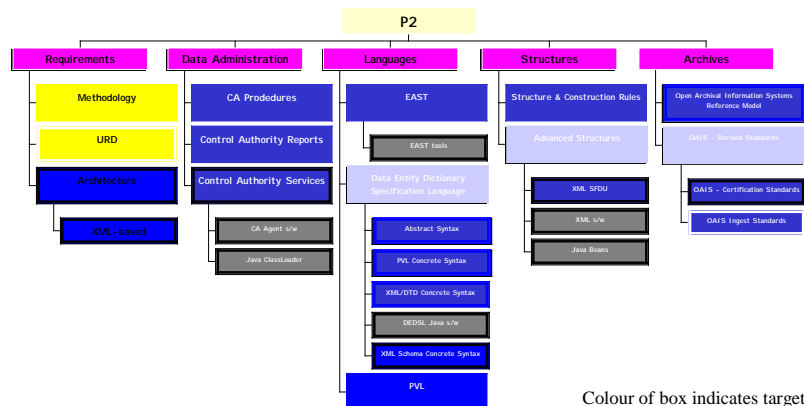 P2
Requirements
Data Administration
Languages
Structures
Archives
Methodology
URD
Architecture
XML-based
CA Prodedures
Control Authority Reports
Control Authority Services
CA Agent s/w
Java ClassLoader
EAST
EAST tools
Data Entity Dictionary
Specification Language
Abstract Syntax
PVL Concrete Syntax
XML/DTD Concrete Syntax
DEDSL Java s/w
XML Schema Concrete Syntax
PVL
Structure & Construction Rules
Advanced Structures
XML SFDU
XML s/w
Java Beans
Open Archival Information Systems
Reference Model
OAIS - Derived Standards
OAIS - Certification Standards
OAIS Ingest Standards
Colour of box indicates target